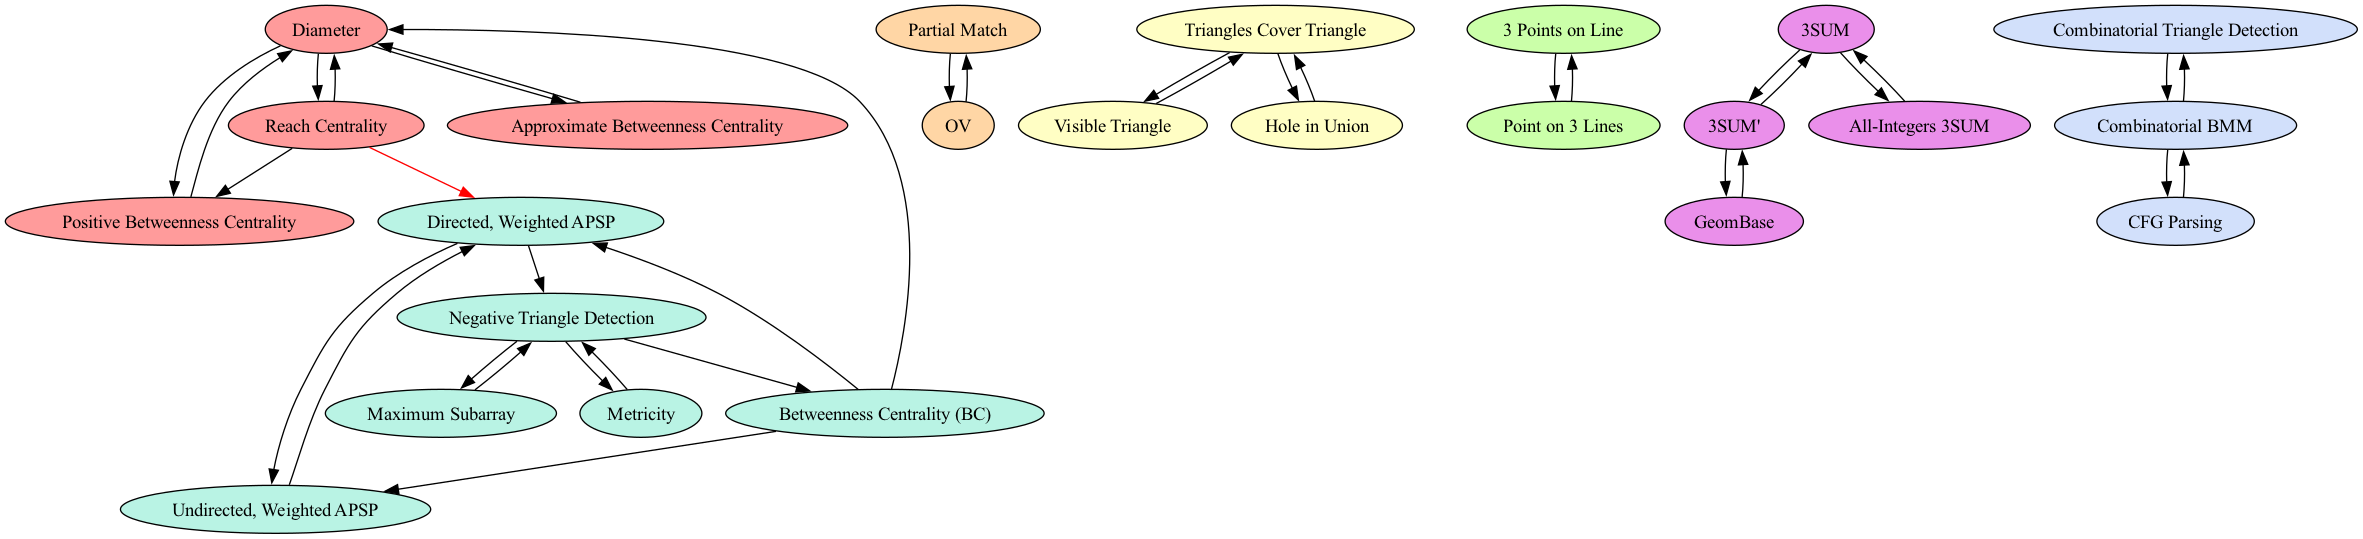 Diameter
Partial Match
Triangles Cover Triangle
3 Points on Line
3SUM
Combinatorial Triangle Detection
Reach Centrality
Approximate Betweenness Centrality
OV
Visible Triangle
Hole in Union
Point on 3 Lines
3SUM'
All-Integers 3SUM
Combinatorial BMM
Positive Betweenness Centrality
Directed, Weighted APSP
GeomBase
CFG Parsing
Negative Triangle Detection
Maximum Subarray
Metricity
Betweenness Centrality (BC)
Undirected, Weighted APSP